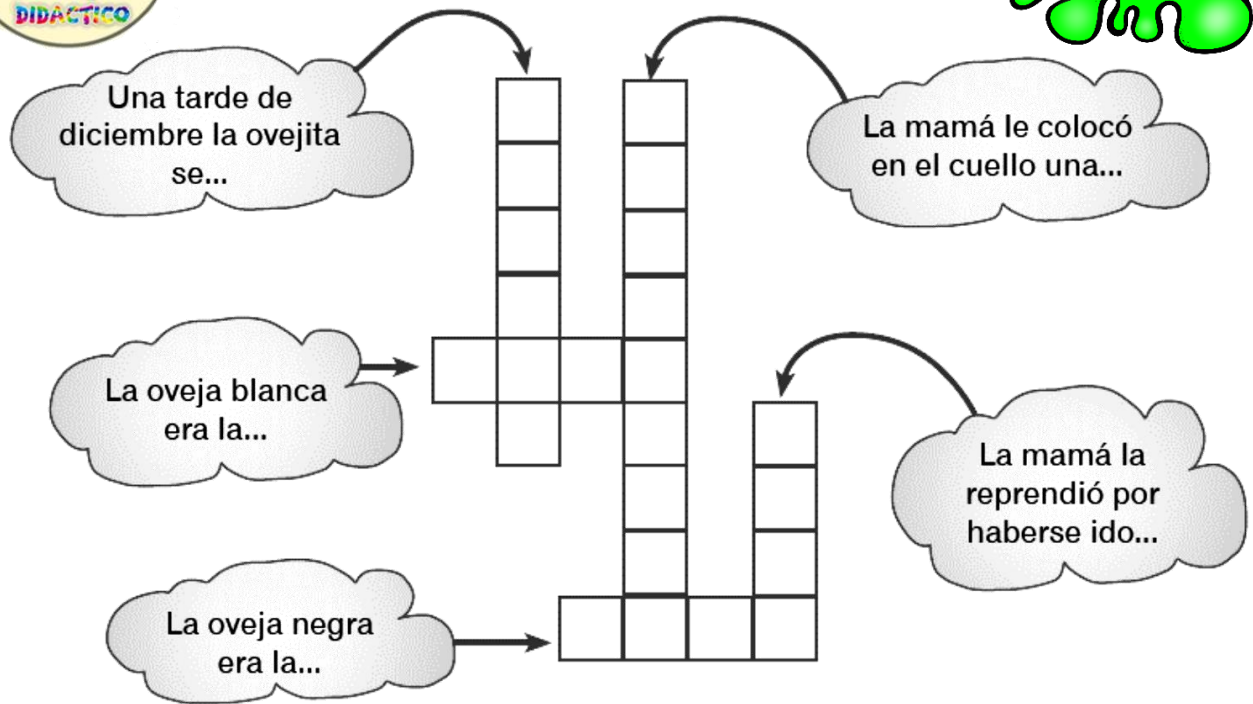 DIDACTICO
Una tarde de
diciembre la ovejita
se...
La mamá le colocó
en el cuello una...
La oveja blanca
era la...
La mamá la
reprendió por
haberse ido...
La oveja negra
era la...